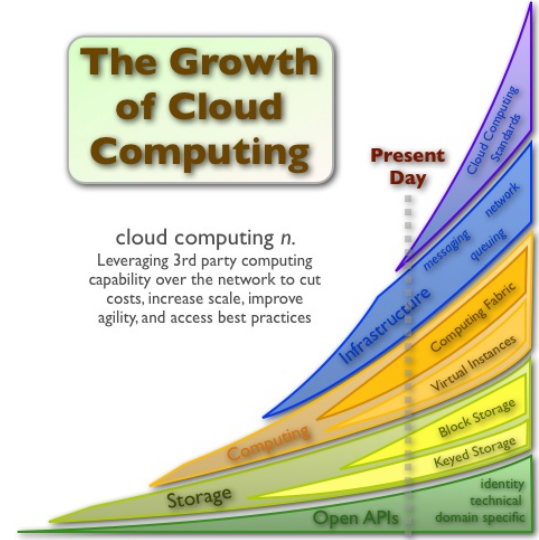 The Growth
of Cloud
Computing
Present
Day
cloud computing n.
Leveraging 3rd party computing
capability over the network to cut
costs, increase scale, improve
agility, and access best practices
Cloud Computing
Standards
network
messaging
queuing
Infrastructure
Computing Fabric
Virtual Instances
Computing
Block Storage
Keyed Storage
Storage
identity
technical
domain specific
Open APIs